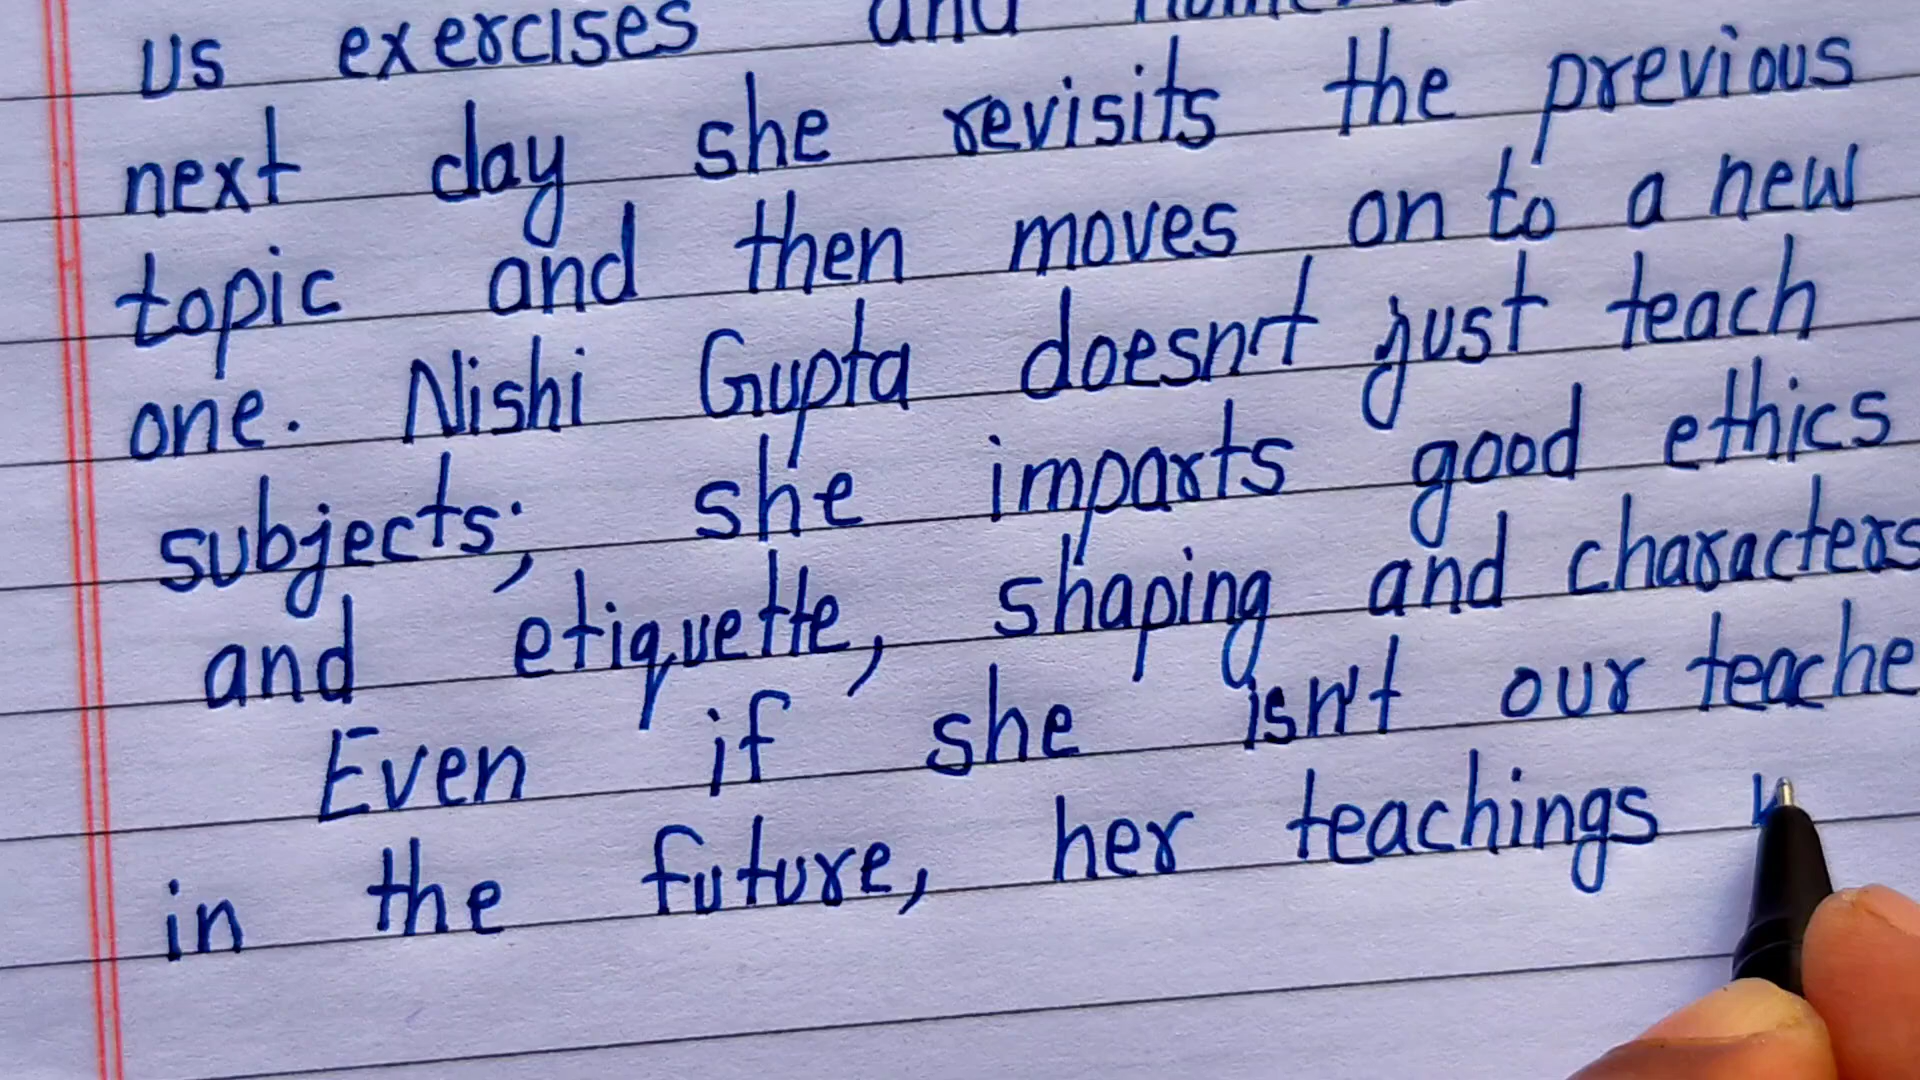 us exercises and
next day she revisits the previous
topic and then moves on to a new
one. Nishi Gupta doesn't just teach
subjects; she imparts good ethics
and etiquette, shaping and characters
Even if she isn't our teache
in the future, her teachings